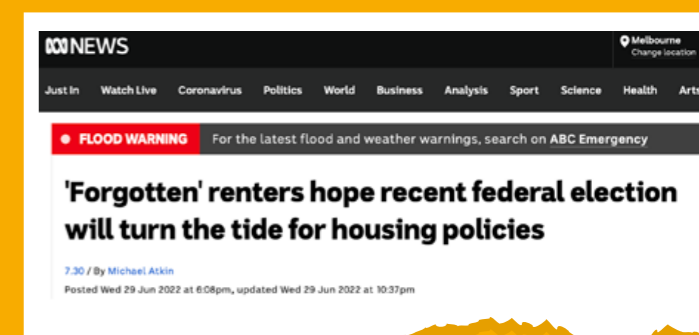 NEWS
Melbourne
Change location
Just In Watch Live Coronavirus Politics World Business Analysis Sport Science Health Arts
FLOOD WARNING For the latest flood and weather warnings, search on ABC Emergency
'Forgotten' renters hope recent federal election
will turn the tide for housing policies
7.30 / By Michael Atkin
Posted Wed 29 Jun 2022 at 6:08pm, updated Wed 29 Jun 2022 at 10:37pm